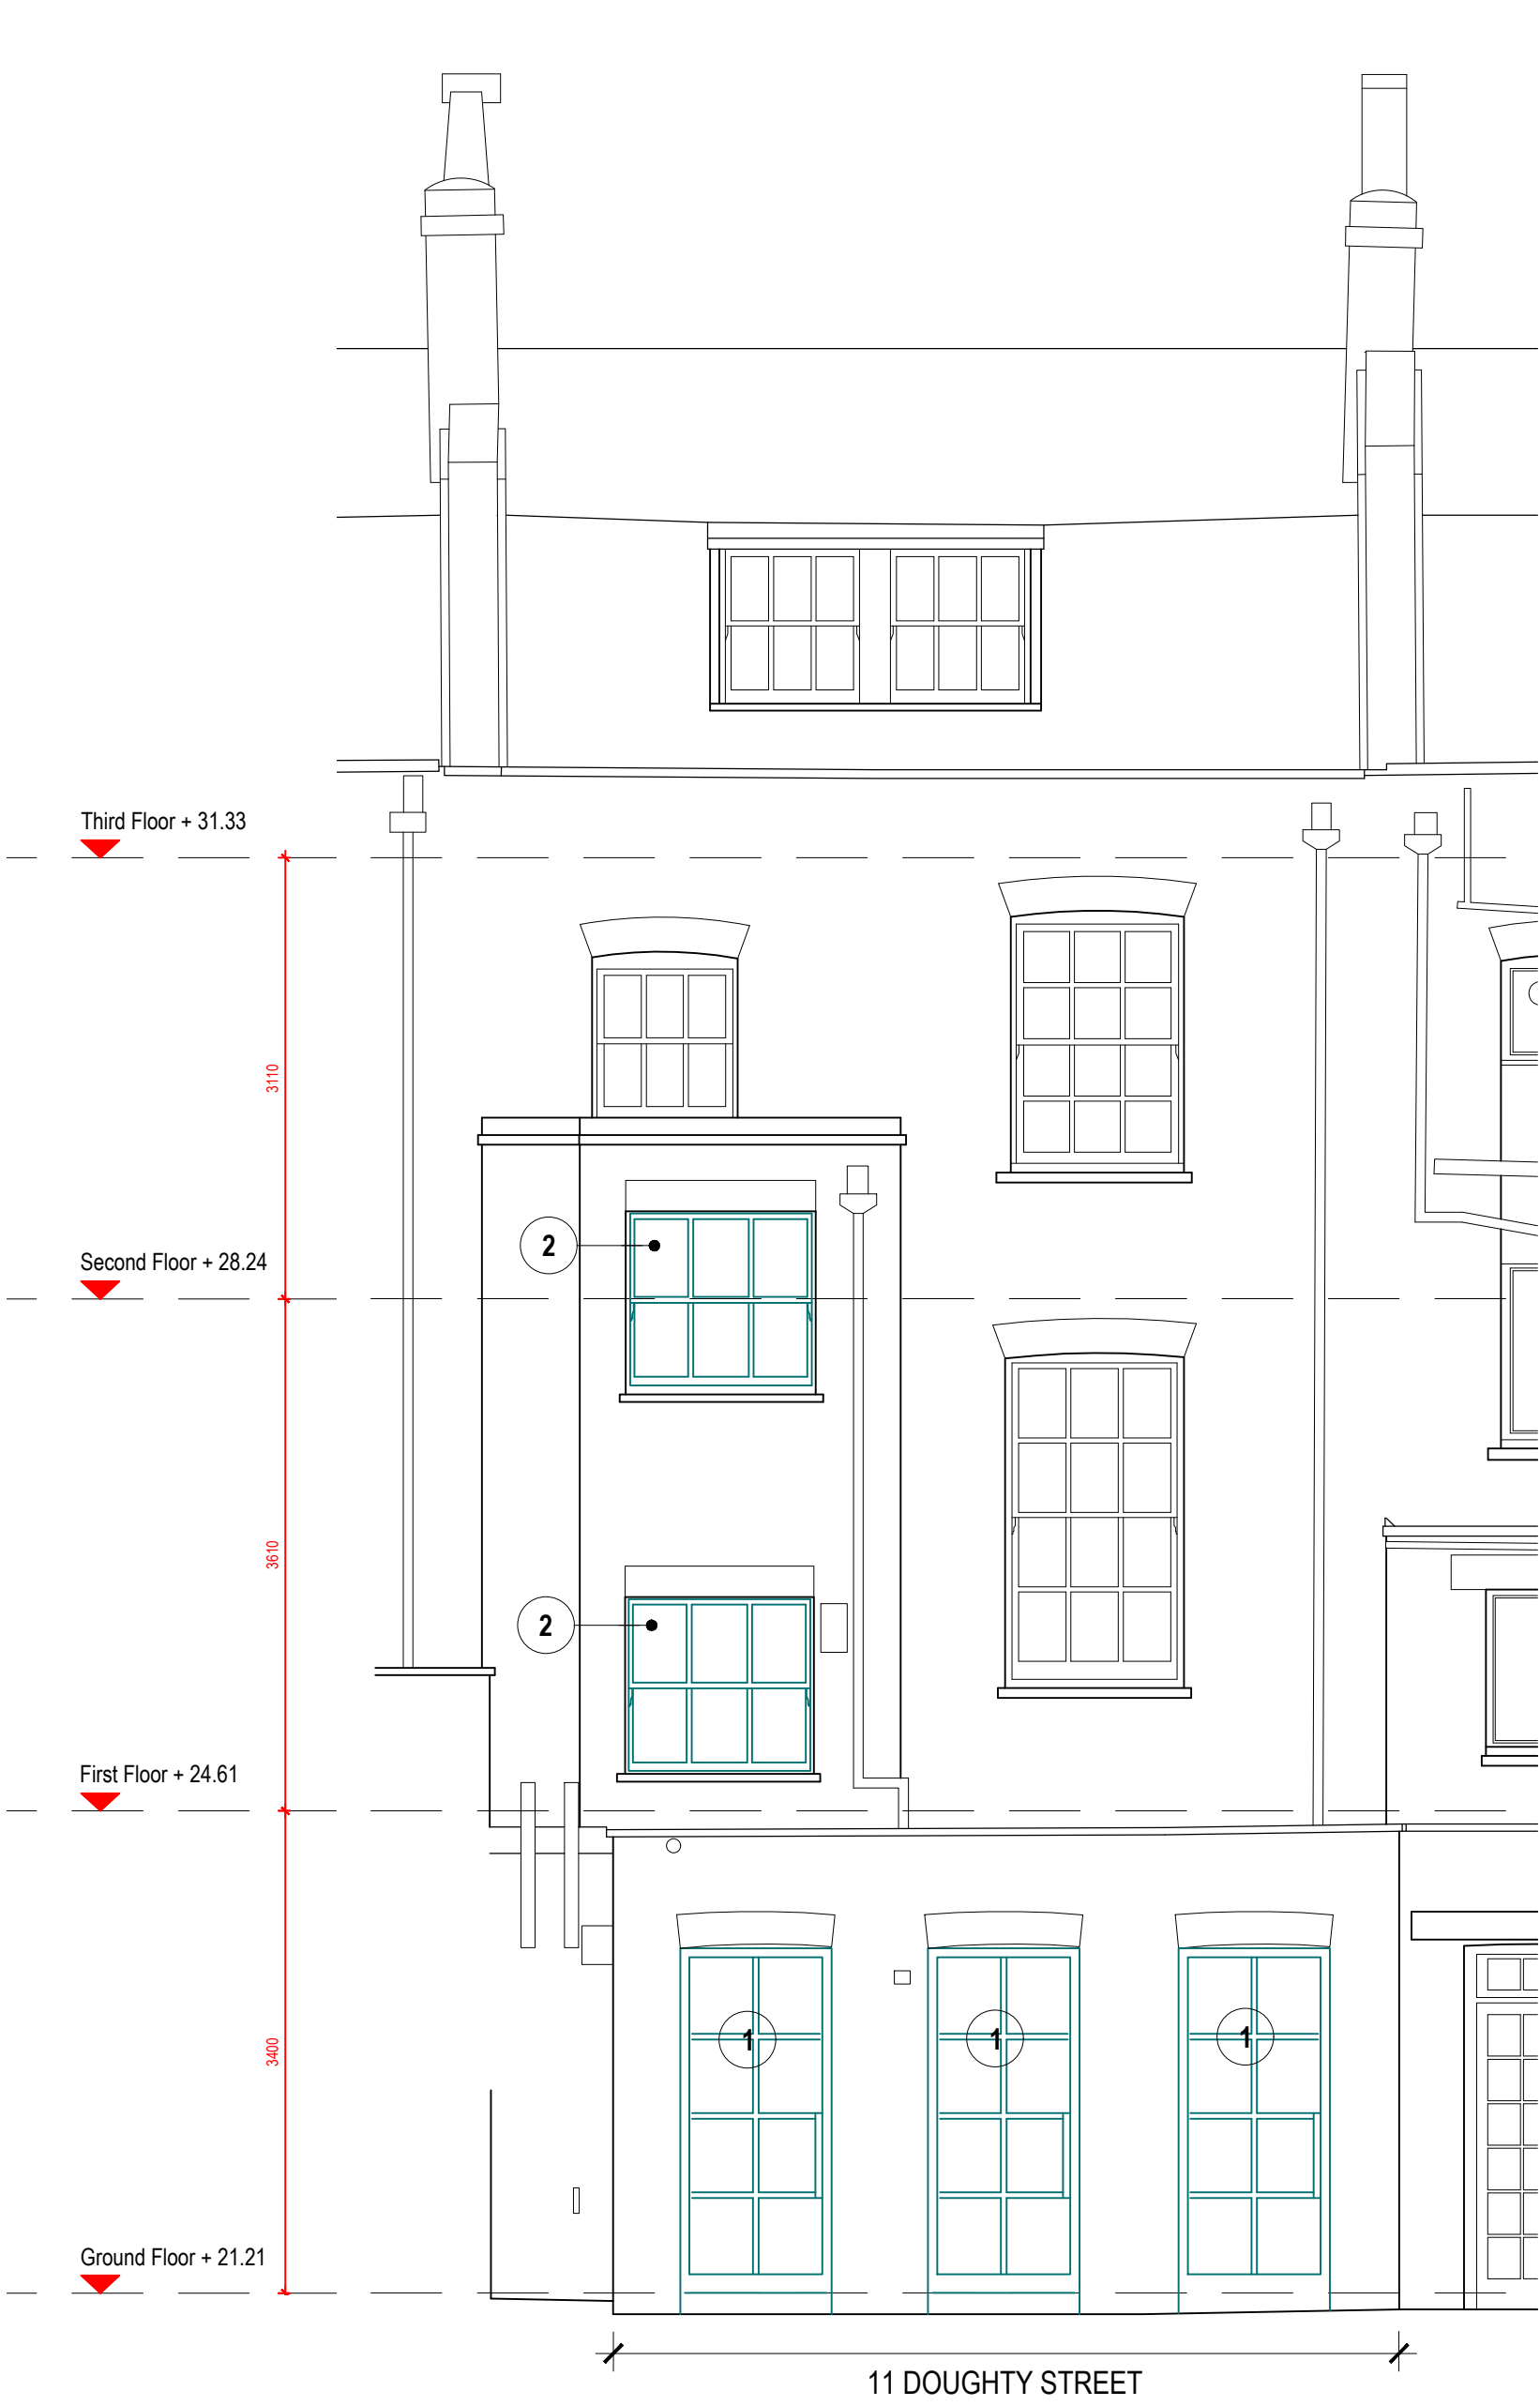 Third Floor + 31.33
3110
2
Second Floor + 28.24
3610
2
First Floor + 24.61
1
1
1
3400
Ground Floor + 21.21
11 DOUGHTY STREET